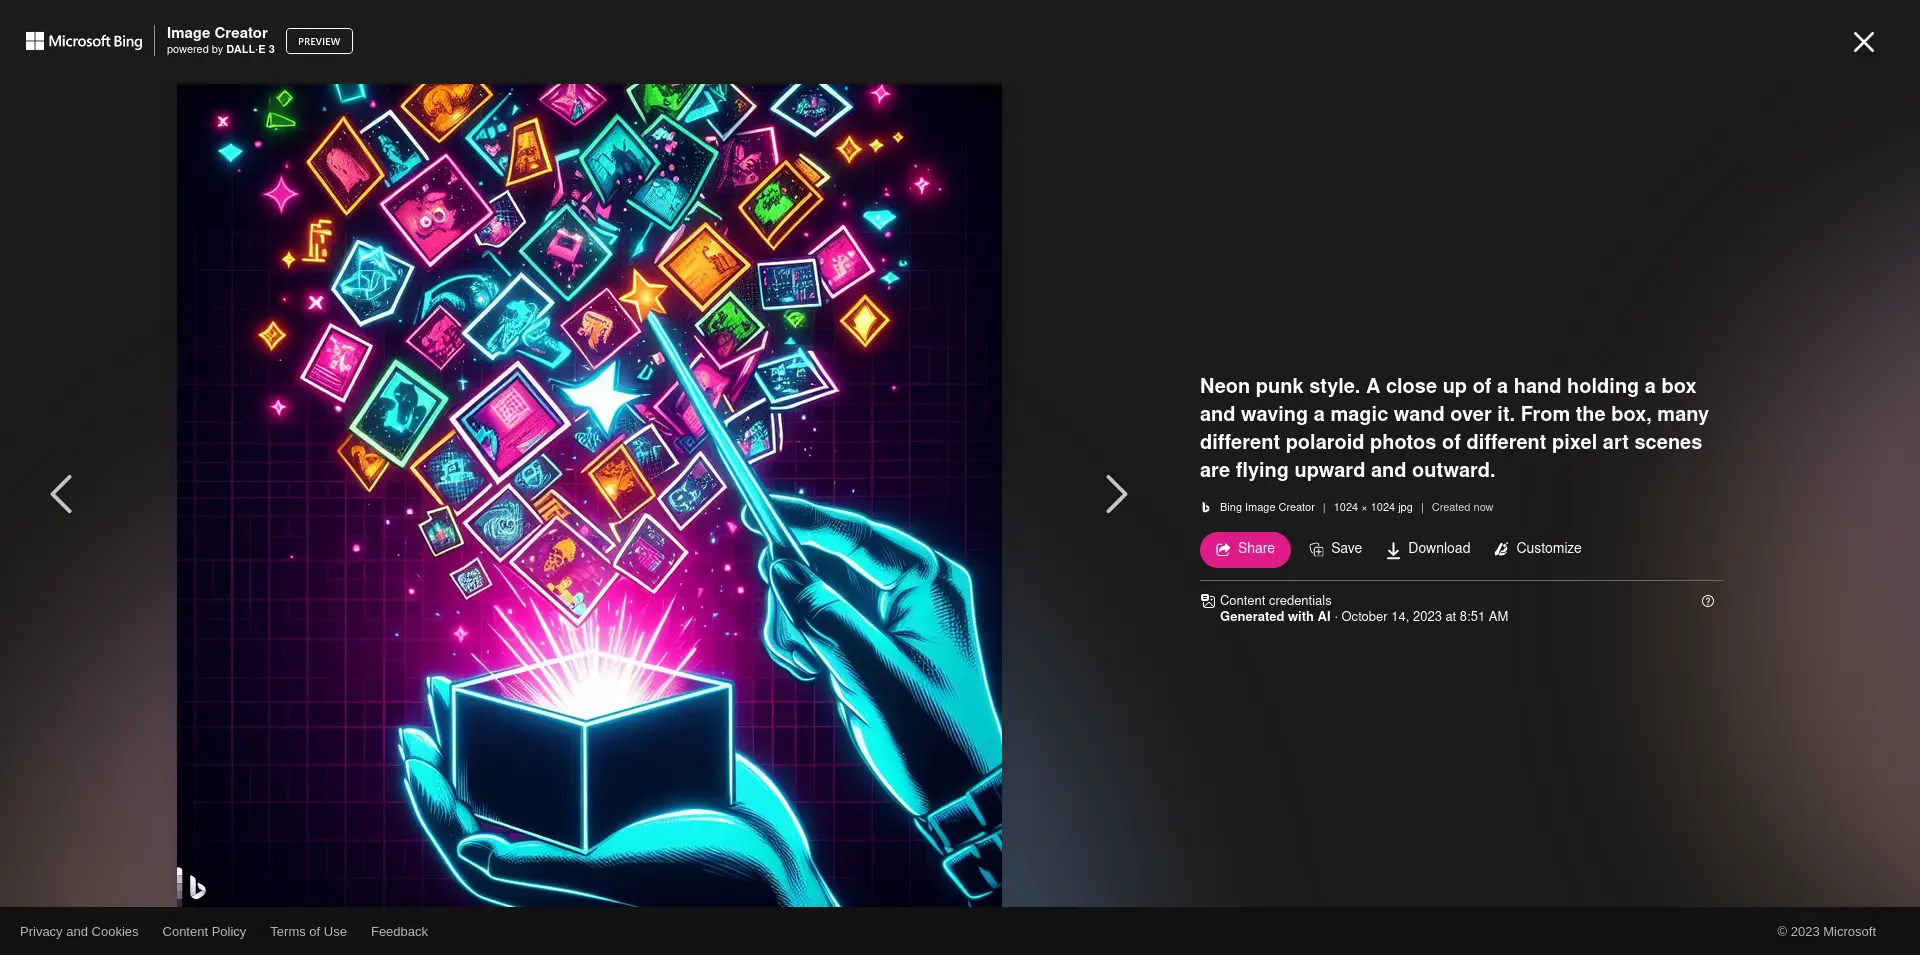 Microsoft Bing
Image Creator
powered by DALL·E 3
PREVIEW
Neon punk style. A close up of a hand holding a box
and waving a magic wand over it. From the box, many
different polaroid photos of different pixel art scenes
are flying upward and outward.
Bing Image Creator | 1024 × 1024 jpg | Created now
Share Save Download Customize
Content credentials
Generated with AI · October 14, 2023 at 8:51 AM
Privacy and Cookies Content Policy Terms of Use Feedback
© 2023 Microsoft